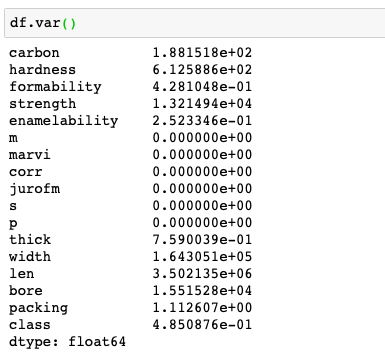 df.var()
carbon 1.881518e+02
hardness 6.125886e+02
formability 4.281048e-01
strength 1.321494e+04
enamelability 2.523346e-01
m 0.000000e+00
marvi 0.000000e+00
corr 0.000000e+00
jurofm 0.000000e+00
s 0.000000e+00
p 0.000000e+00
thick 7.590039e-01
width 1.643051e+05
len 3.502135e+06
bore 1.551528e+04
packing 1.112607e+00
class 4.850876e-01
dtype: float64